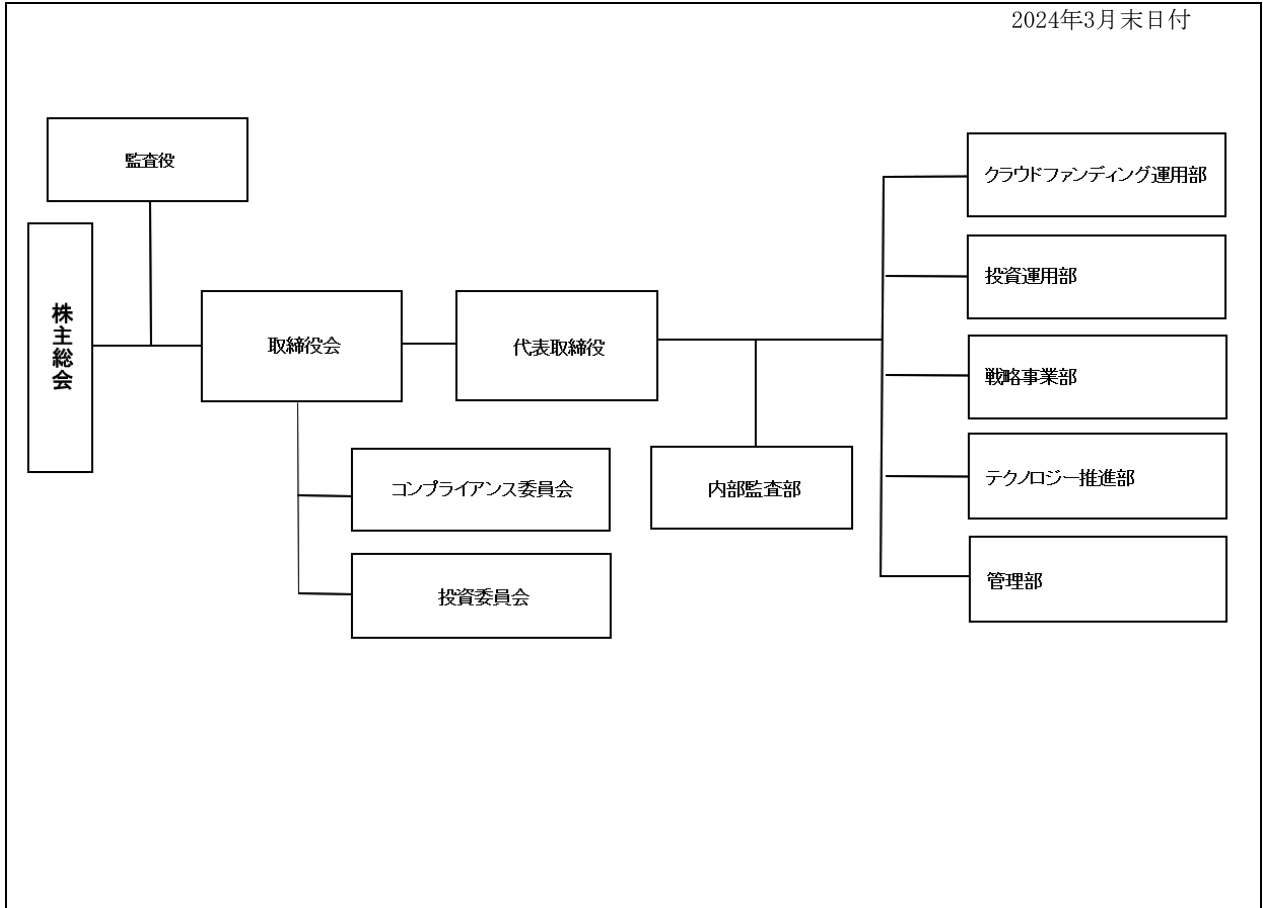 2024年3月末日付
監査役
株主総会
取締役会
代表取締役
コンプライアンス委員会
投資委員会
内部監査部
クラウドファンディング運用部
投資運用部
戦略事業部
テクノロジー推進部
管理部